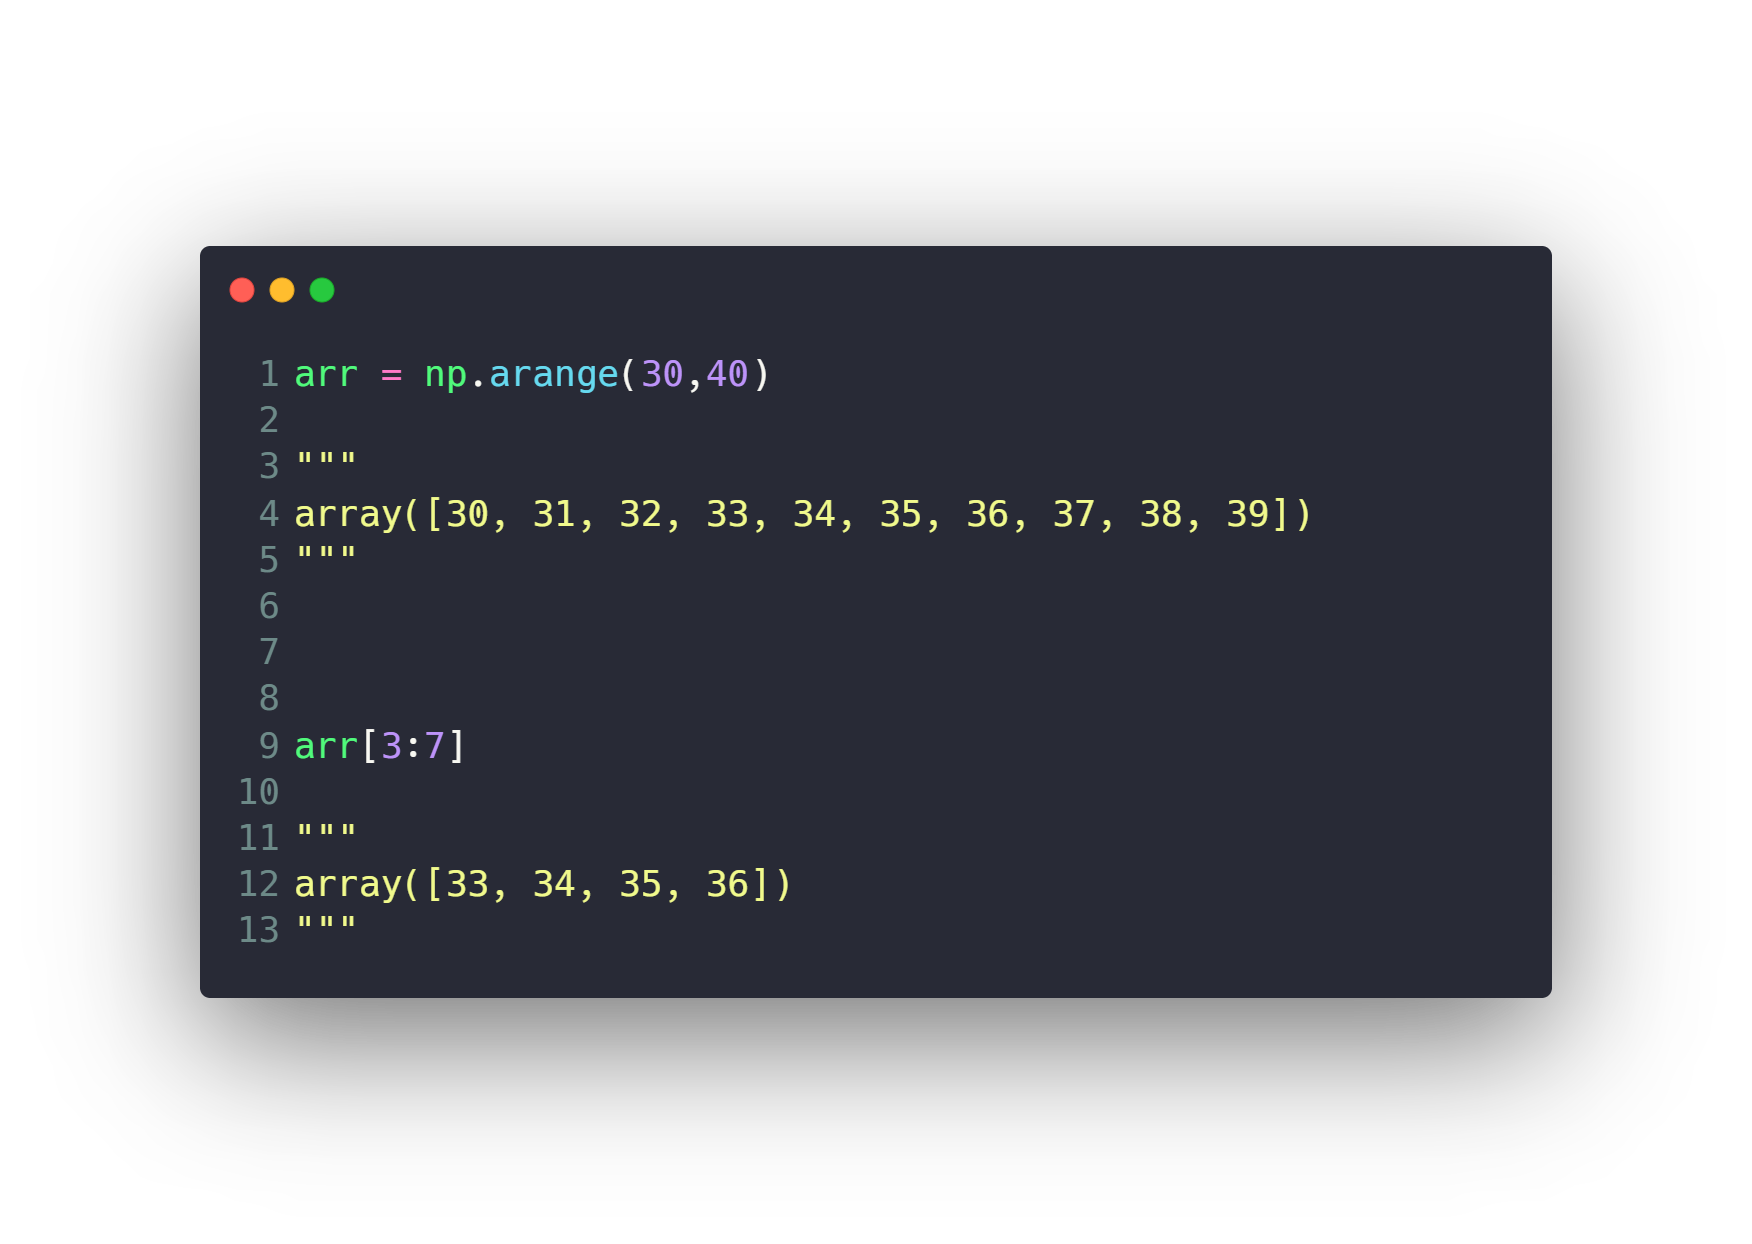 1 arr = np.arange(30,40)
2
3 """
4 array([30, 31, 32, 33, 34, 35, 36, 37, 38, 39])
5 """
6
7
8
9 arr[3:7]
10
11 """
12 array([33, 34, 35, 36])
13 """